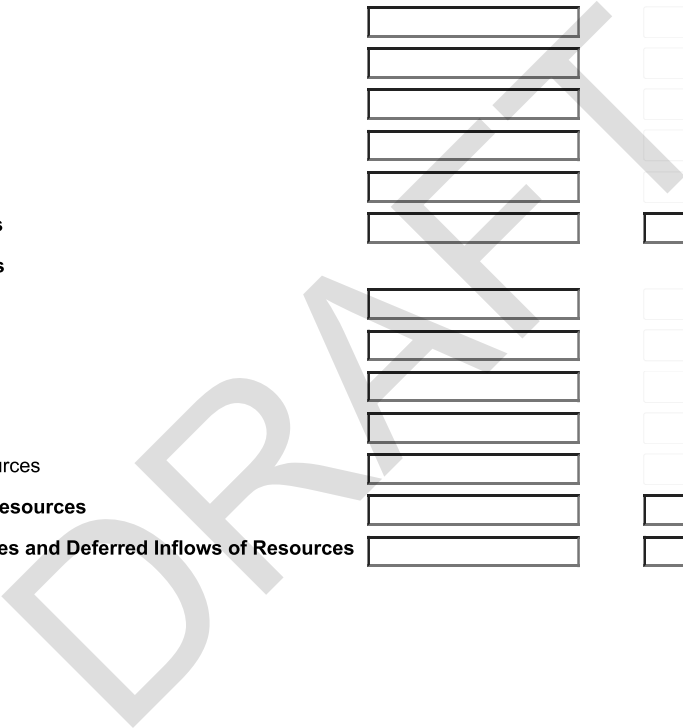 s
s
urces
esources
es and Deferred Inflows of Resources
DRAFT